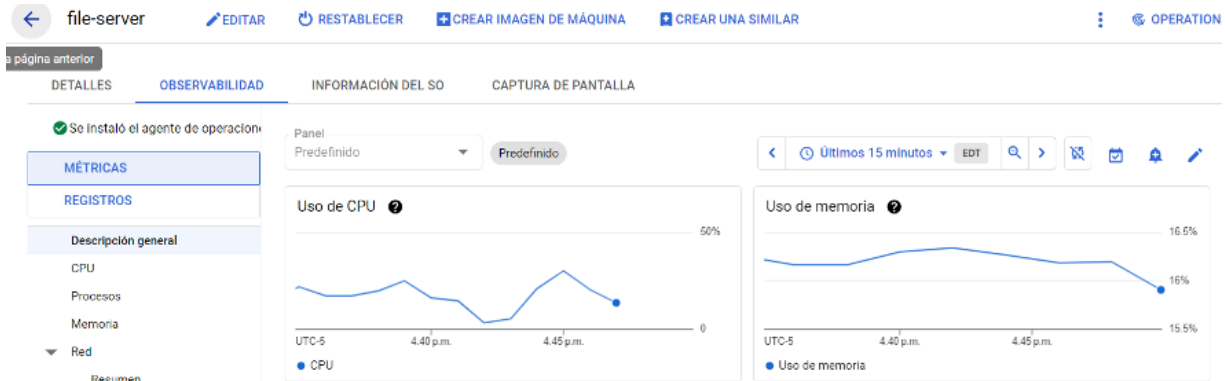 file-server EDITAR RESTABLECER CREAR IMAGEN DE MÁQUINA CREAR UNA SIMILAR OPERATION
a página anterior
DETALLES OBSERVABILIDAD INFORMACIÓN DEL SO CAPTURA DE PANTALLA
Se instaló el agente de operacion
MÉTRICAS
REGISTROS
Descripción general
CPU
Procesos
Memoria
Red
Resumen
Panel
Predefinido
Predefinido
Últimos 15 minutos EDT
Uso de CPU
50%
0
UTC-5 4:40 p.m. 4:45 p.m.
CPU
Uso de memoria
16.5%
16%
15.5%
UTC-5 4:40 p.m. 4:45 p.m.
Uso de memoria